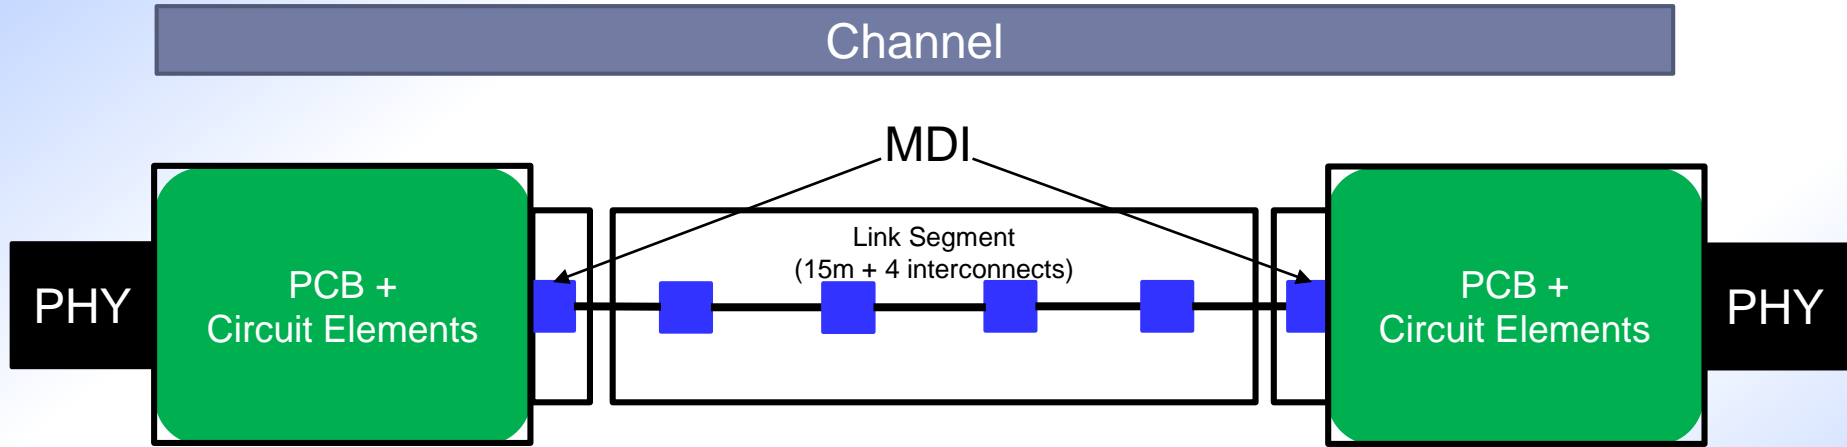 Channel
MDI
Link Segment
(15m + 4 interconnects)
PHY
PCB +
Circuit Elements
PCB +
Circuit Elements
PHY